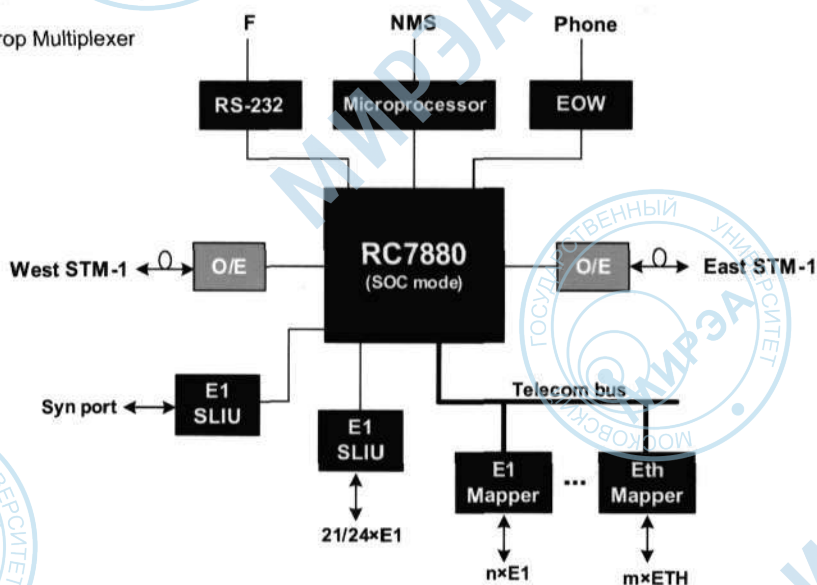 F
NMS
Phone
rop Multiplexer
RS-232
Microprocessor
EOW
RC7880
(SOC mode)
West STM-1
O/E
O/E
East STM-1
Syn port
E1
SLIU
E1
SLIU
Telecom bus
E1
Mapper
...
Eth
Mapper
21/24×E1
n×E1
m×ETH
МИРЭА
МИРЭА
МОСКОВСКИЙ ГОСУДАРСТВЕННЫЙ УНИВЕРСИТЕТ